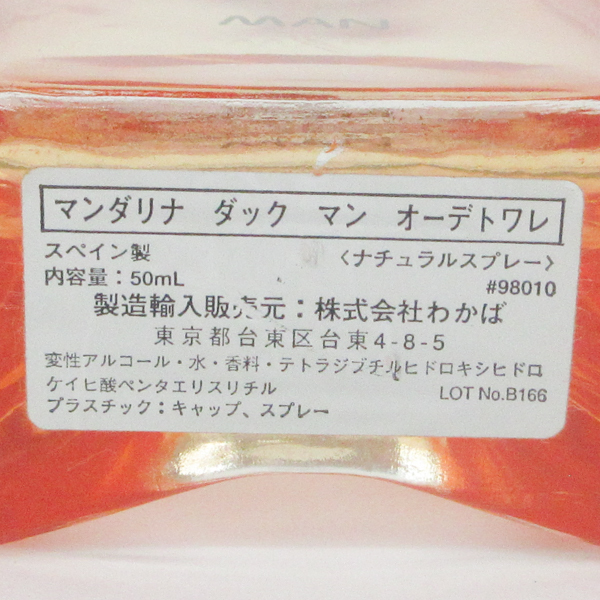 MAN
マンダリナ ダック マン オーデトワレ
スペイン製 〈ナチュラルスプレー〉
内容量：50mL #98010
製造輸入販売元：株式会社わかば
東京都台東区台東4-8-5
変性アルコール・水・香料・テトラジブチルヒドロキシヒドロ
ケイヒ酸ペンタエリスリチル LOT No.B166
プラスチック：キャップ、スプレー